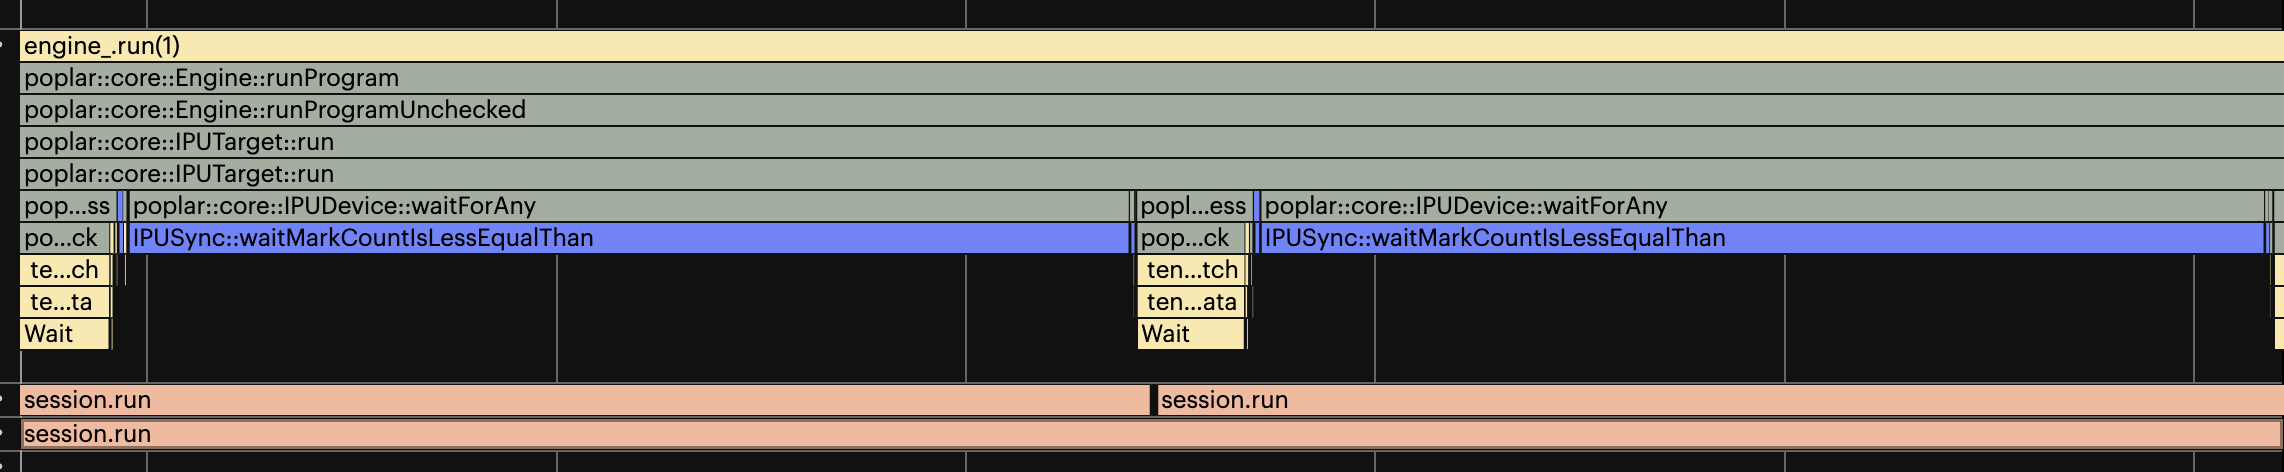 engine_.run(1)
poplar::core::Engine::runProgram
poplar::core::Engine::runProgramUnchecked
poplar::core::IPUTarget::run
poplar::core::IPUTarget::run
pop...ss poplar::core::IPUDevice::waitForAny popl...ess poplar::core::IPUDevice::waitForAny
po...ck IPUSync::waitMarkCountIsLessEqualThan pop...ck IPUSync::waitMarkCountIsLessEqualThan
te...ch ten...tch
te...ta ten...ata
Wait Wait
session.run session.run
session.run